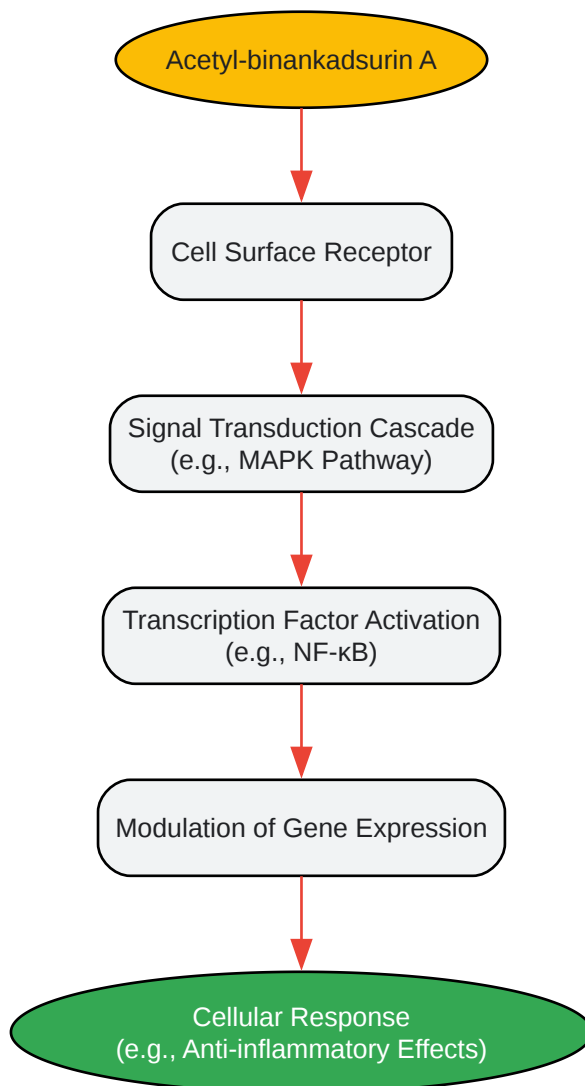 Acetyl-binankadsurin A
Cell Surface Receptor
Signal Transduction Cascade
(e.g., MAPK Pathway)
Transcription Factor Activation
(e.g., NF-κB)
Modulation of Gene Expression
Cellular Response
(e.g., Anti-inflammatory Effects)